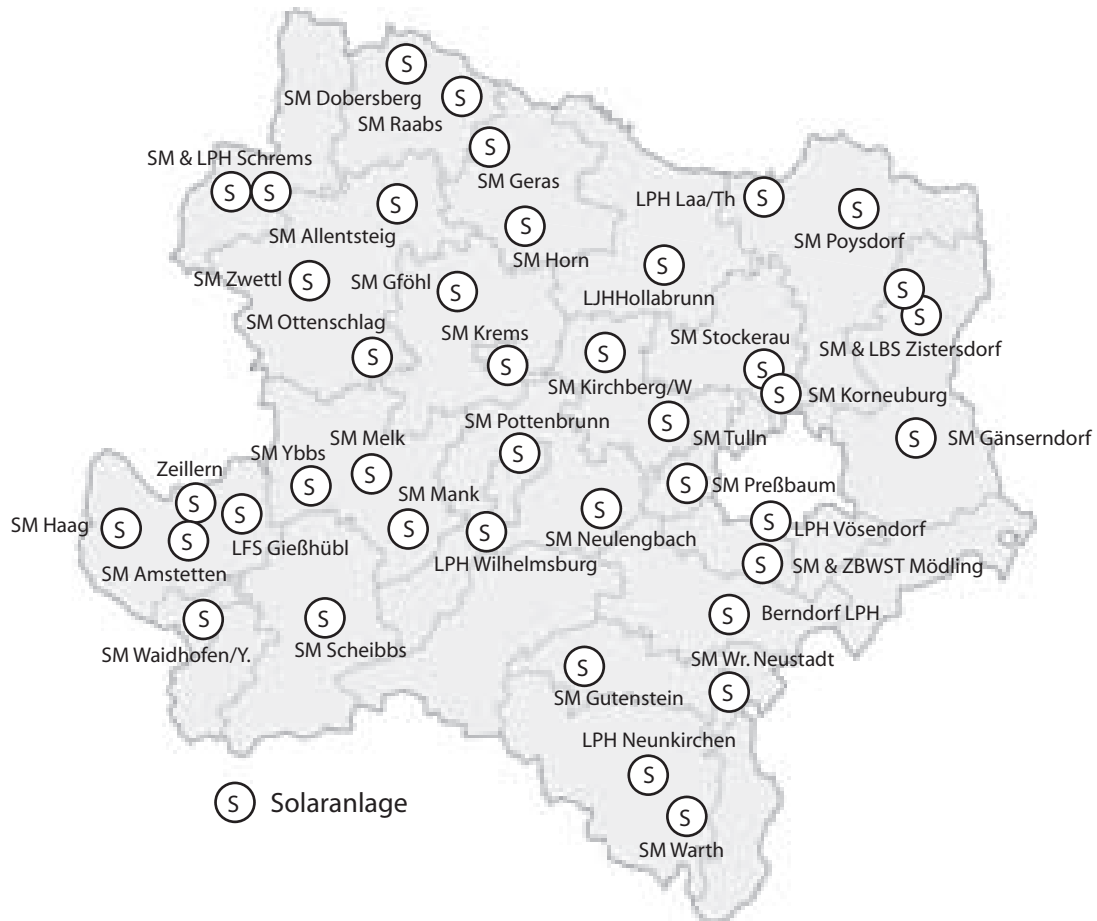 S
SM Dobersberg
S
SM Raabs
S
SM & LPH Schrems
S
S
SM Geras
S
SM Allentsteig
LPH Laa/Th
S
S
SM Poysdorf
S
SM Horn
SM Zwettl
S
SM Gföhl
S
S
LJHHollabrunn
S
S
SM & LBS Zistersdorf
SM Ottenschlag
S
SM Krems
S
S
SM Kirchberg/W
SM Stockerau
S
S
SM Korneuburg
S
SM Tulln
S
SM Gänserndorf
SM Pottenbrunn
S
SM Melk
S
SM Ybbs
S
Zeillern
S
S
LFS Gießhübl
SM Haag
S
S
SM Amstetten
SM Mank
S
S
LPH Wilhelmsburg
S
SM Neulengbach
S
SM Preßbaum
S
LPH Vösendorf
S
SM & ZBWST Mödling
S
Berndorf LPH
S
SM Waidhofen/Y.
S
SM Scheibbs
S
SM Gutenstein
SM Wr. Neustadt
S
LPH Neunkirchen
S
S
SM Warth
S Solaranlage